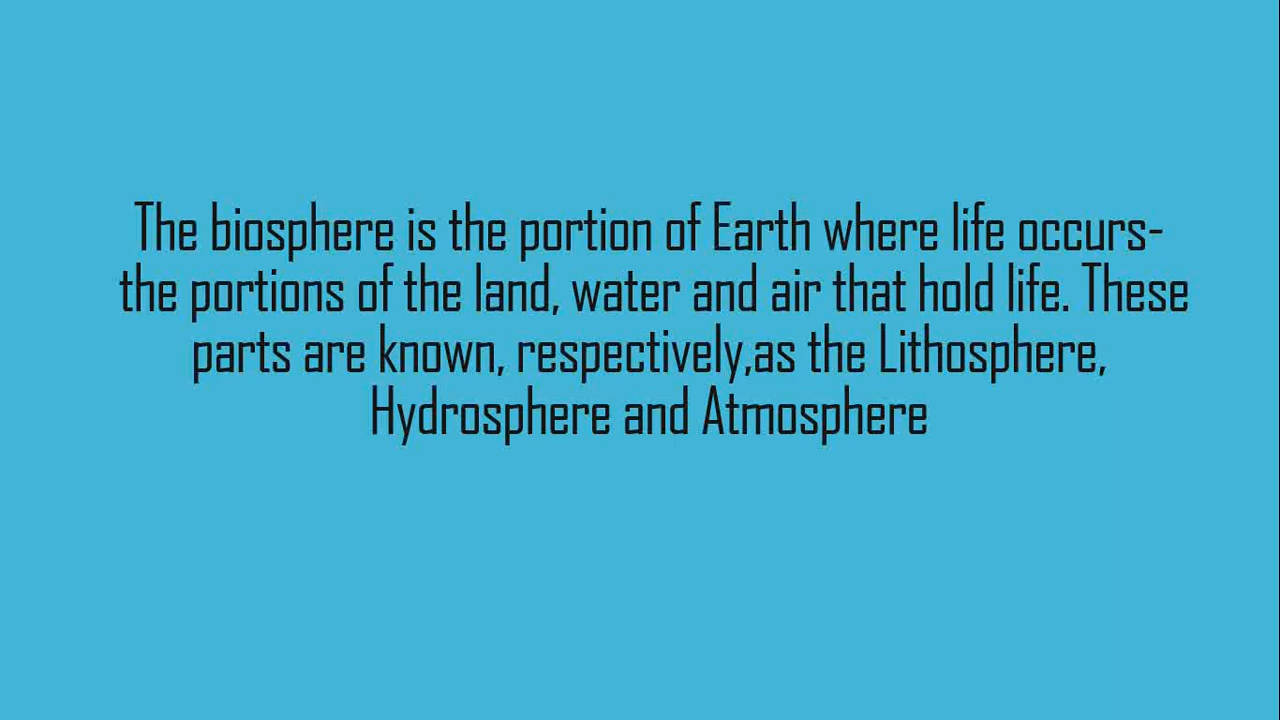 The biosphere is the portion of Earth where life occurs-
the portions of the land, water and air that hold life. These
parts are known, respectively,as the Lithosphere,
Hydrosphere and Atmosphere